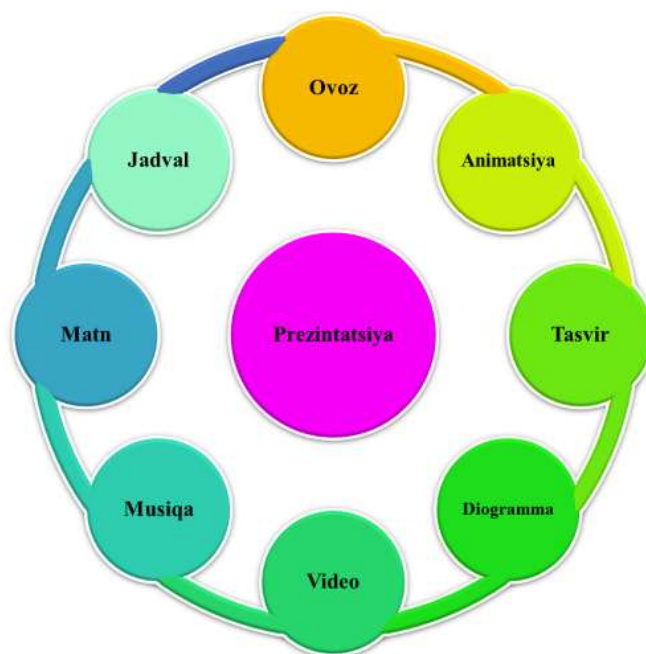 Ovoz
Jadval
Animatsiya
Matn
Prezintatsiya
Tasvir
Musiqa
Diogramma
Video